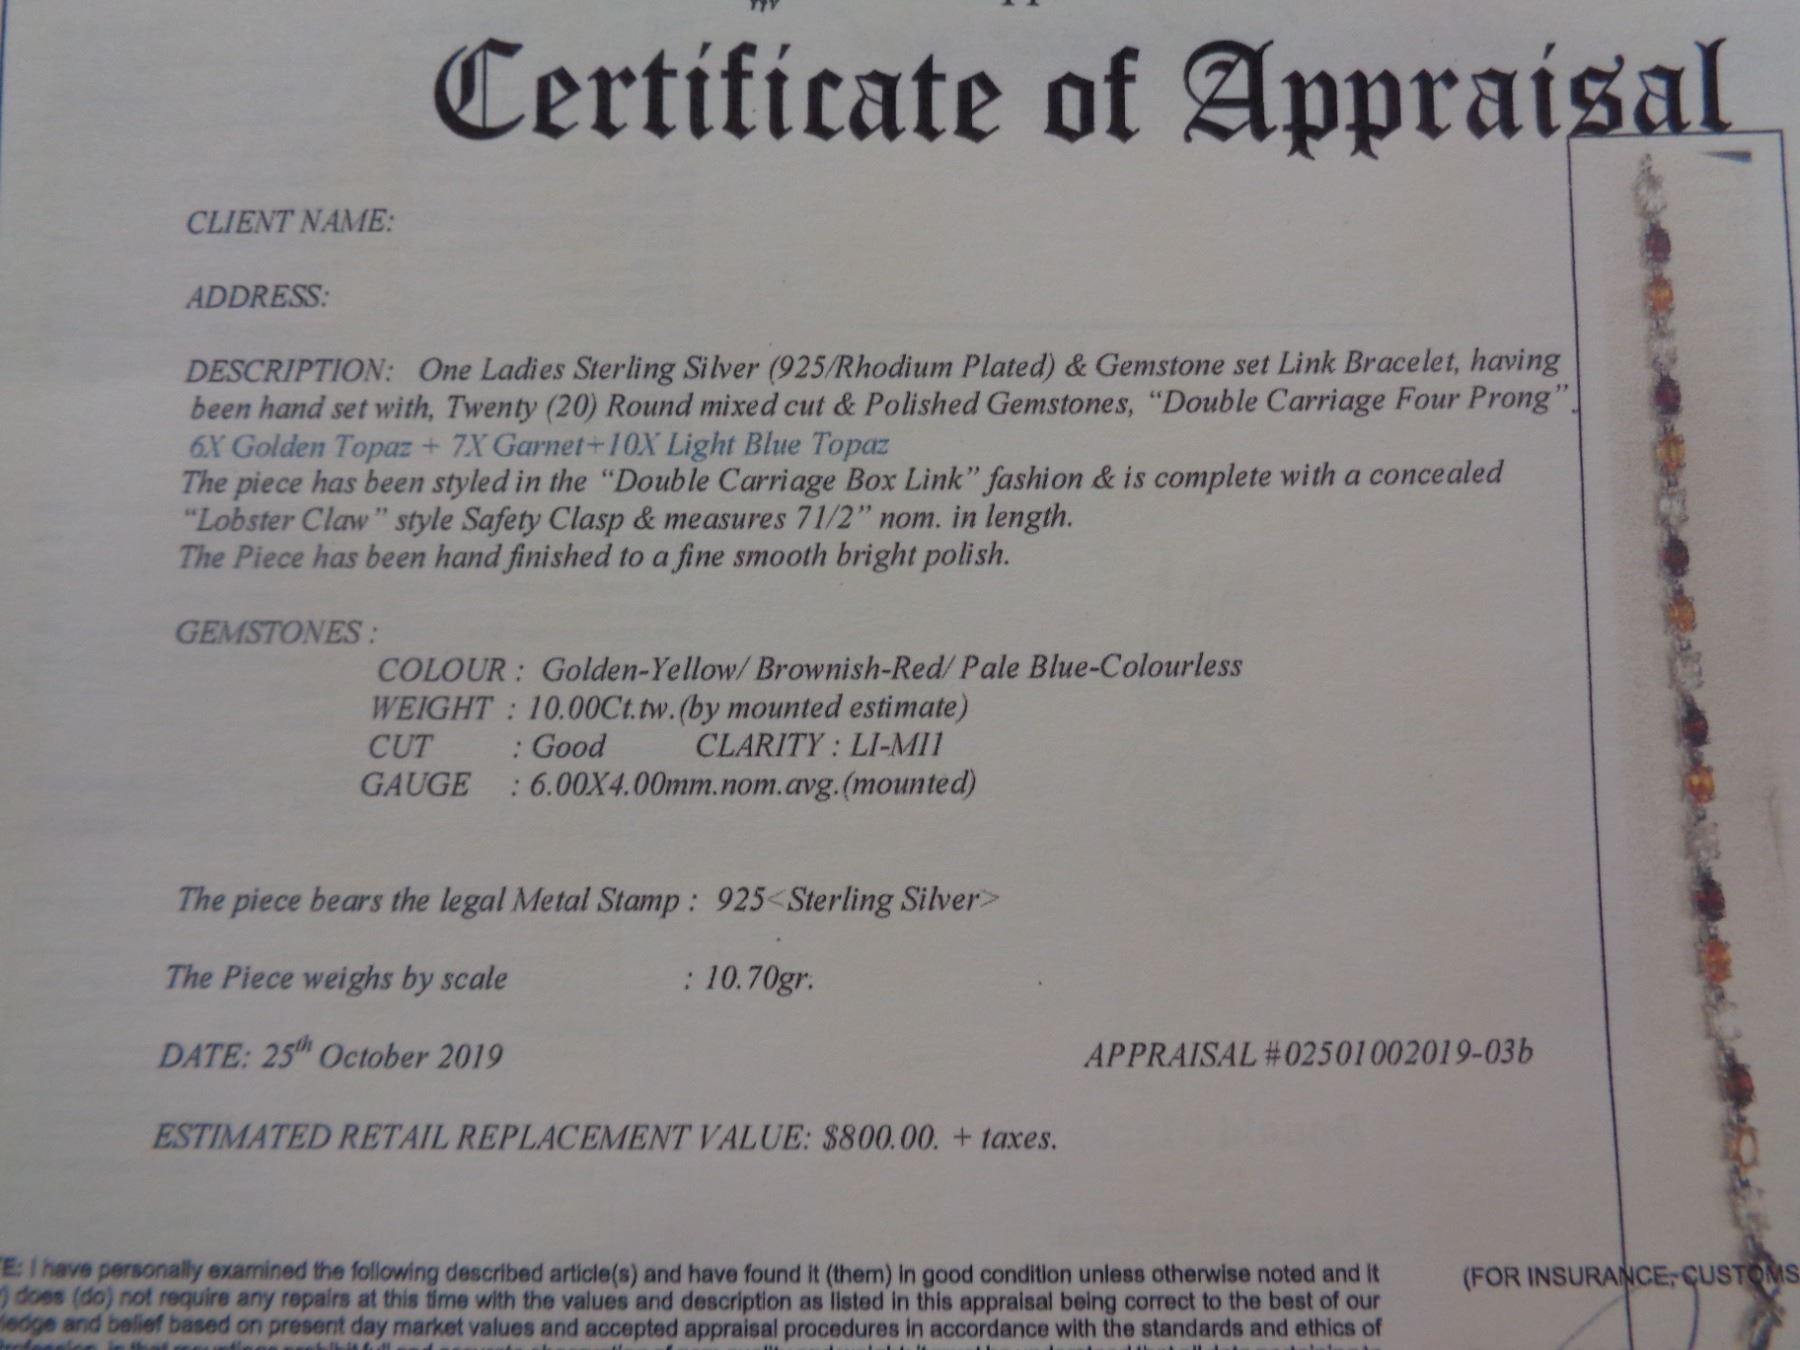 Certificate of Appraisal
CLIENT NAME:
ADDRESS:
DESCRIPTION: One Ladies Sterling Silver (925/Rhodium Plated) & Gemstone set Link Bracelet, having
been hand set with, Twenty (20) Round mixed cut & Polished Gemstones, “Double Carriage Four Prong”.
6X Golden Topaz + 7X Garnet+10X Light Blue Topaz
The piece has been styled in the “Double Carriage Box Link” fashion & is complete with a concealed
“Lobster Claw” style Safety Clasp & measures 71/2” nom. in length.
The Piece has been hand finished to a fine smooth bright polish.
GEMSTONES :
COLOUR : Golden-Yellow/ Brownish-Red/ Pale Blue-Colourless
WEIGHT : 10.00Ct.tw.(by mounted estimate)
CUT : Good CLARITY : LI-MI1
GAUGE : 6.00X4.00mm.nom.avg.(mounted)
The piece bears the legal Metal Stamp : 925<Sterling Silver>
The Piece weighs by scale : 10.70gr.
DATE: 25th October 2019 APPRAISAL #02501002019-03b
ESTIMATED RETAIL REPLACEMENT VALUE: $800.00. + taxes.
E: I have personally examined the following described article(s) and have found it (them) in good condition unless otherwise noted and it
) does (do) not require any repairs at this time with the values and description as listed in this appraisal being correct to the best of our
ledge and belief based on present day market values and accepted appraisal procedures in accordance with the standards and ethics of
(FOR INSURANCE, CUSTOMS